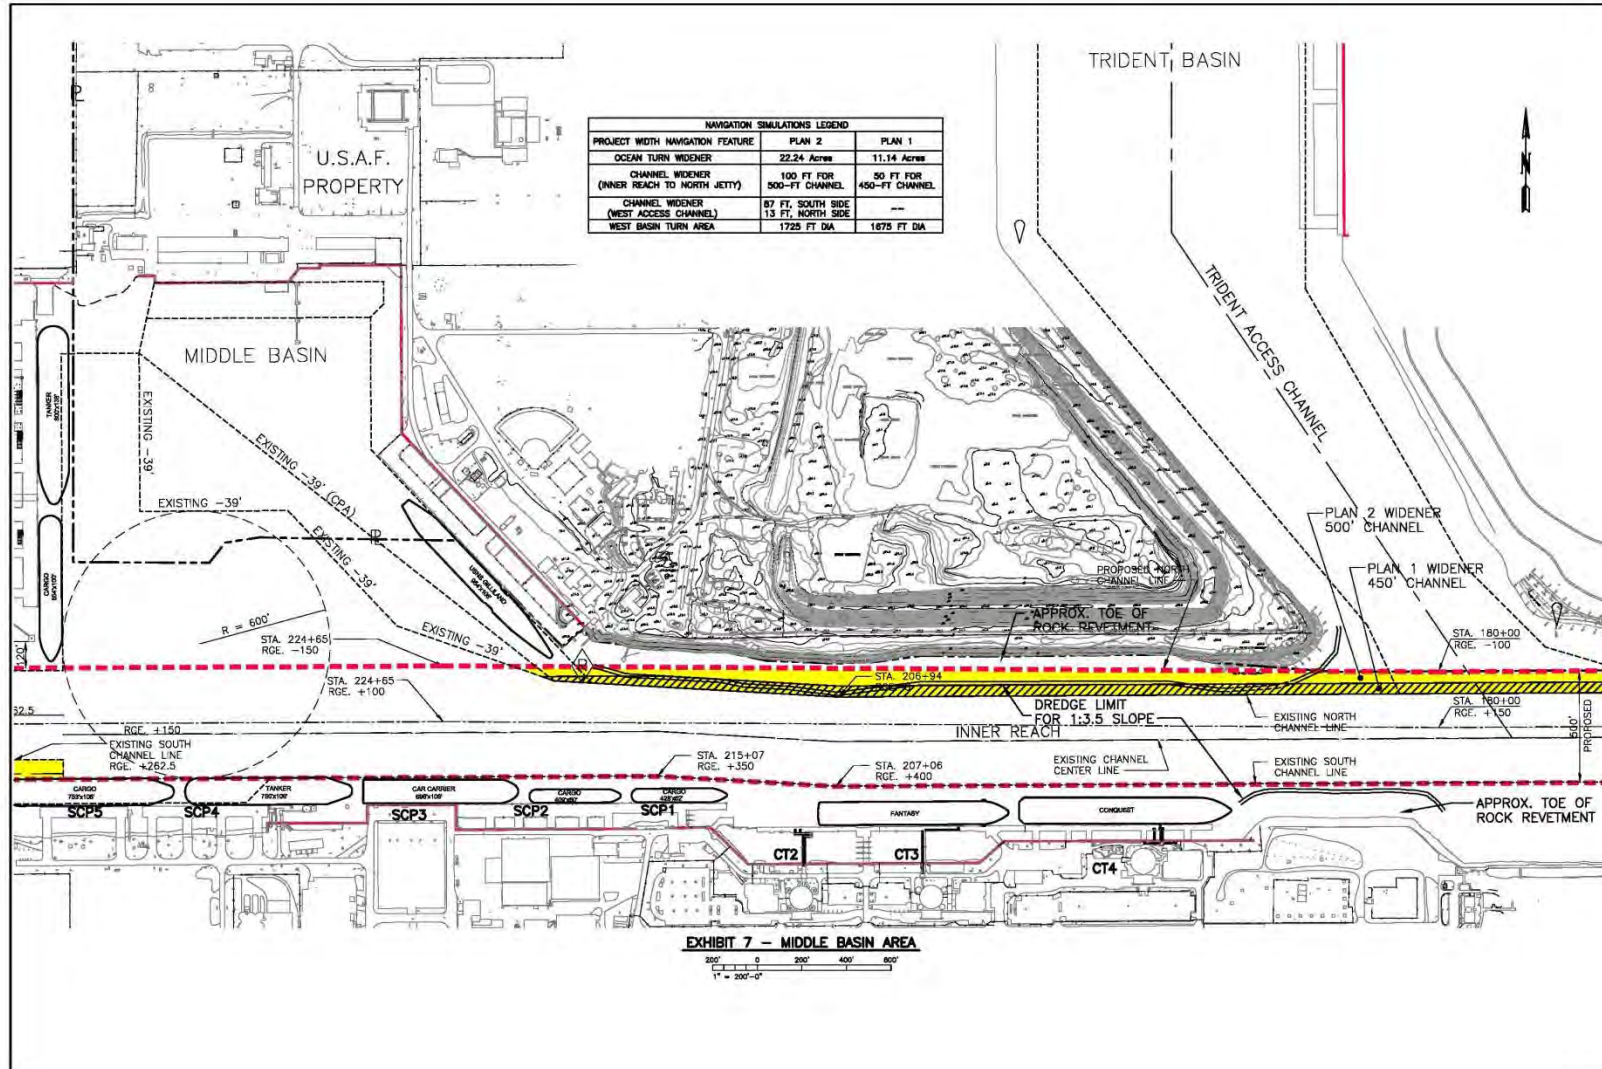 TRIDENT BASIN
U.S.A.F.
PROPERTY
NAVIGATION SIMULATIONS LEGEND
PROJECT WIDTH NAVIGATION FEATURE PLAN 2 PLAN 1
OCEAN TURN WIDENER 22.24 Acres 11.14 Acres
CHANNEL WIDENER
(INNER REACH TO NORTH JETTY)
100 FT FOR
500-FT CHANNEL
50 FT FOR
450-FT CHANNEL
CHANNEL WIDENER
(WEST ACCESS CHANNEL)
87 FT, SOUTH SIDE
13 FT, NORTH SIDE
---
WEST BASIN TURN AREA 1725 FT DIA 1675 FT DIA
N
TRIDENT ACCESS CHANNEL
MIDDLE BASIN
TANKER
CARGO
EXISTING -39'
EXISTING -39' (CPA)
EXISTING -39'
EXISTING -39'
EXISTING -39'
USNS GILLILAND
R = 600'
120'
PLAN 2 WIDENER
500' CHANNEL
PLAN 1 WIDENER
450' CHANNEL
PROPOSED NORTH
CHANNEL LINE
APPROX. TOE OF
ROCK REVETMENT
STA. 224+65
RGE. -150
STA. 180+00
RGE. -100
STA. 224+65
RGE. +100
STA. 206+94
DREDGE LIMIT
FOR 1:3.5 SLOPE
STA. 180+00
RGE. +150
EXISTING NORTH
CHANNEL LINE
500'
PROPOSED
62.5
RGE. +150
INNER REACH
EXISTING SOUTH
CHANNEL LINE
RGE. +262.5
STA. 215+07
RGE. +350
STA. 207+06
RGE. +400
EXISTING CHANNEL
CENTER LINE
EXISTING SOUTH
CHANNEL LINE
CARGO
TANKER
CAR CARRIER
CARGO
CARGO
FANTASY
CONQUEST
APPROX. TOE OF
ROCK REVETMENT
SCP5
SCP4
SCP3
SCP2
SCP1
CT2
CT3
CT4
EXHIBIT 7 - MIDDLE BASIN AREA
200' 0 200' 400' 600'
1" = 200'-0"